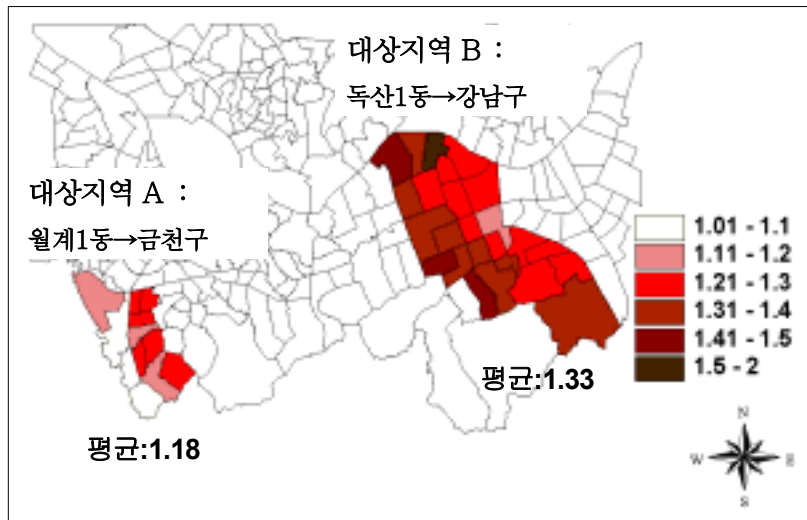 대상지역 B :
독산1동→강남구
대상지역 A :
월계1동→금천구
1.01 - 1.1
1.11 - 1.2
1.21 - 1.3
1.31 - 1.4
1.41 - 1.5
1.5 - 2
평균:1.33
평균:1.18
N
W E
S